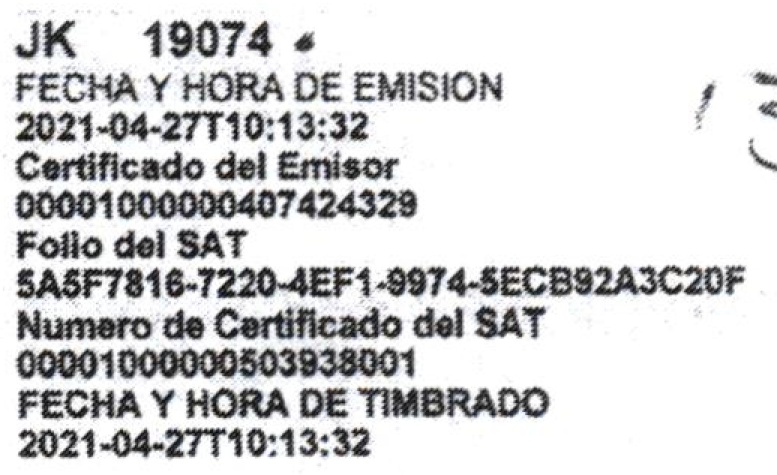 JK 19074
FECHA Y HORA DE EMISION
2021-04-27T10:13:32
Certificado del Emisor
00001000000407424329
Folio del SAT
5A5F7816-7220-4EF1-9974-5ECB92A3C20F
Numero de Certificado del SAT
00001000000503938001
FECHA Y HORA DE TIMBRADO
2021-04-27T10:13:32